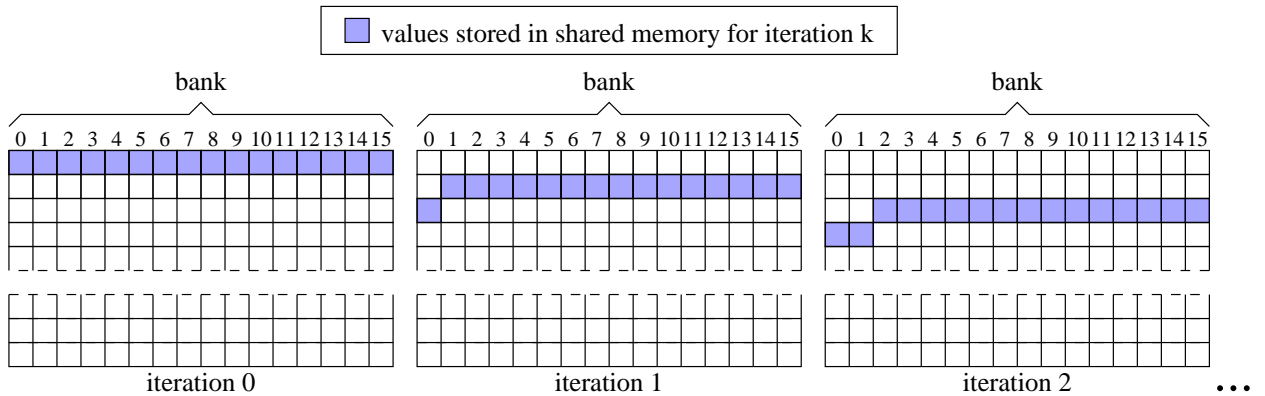 values stored in shared memory for iteration k
bank bank bank
0 1 2 3 4 5 6 7 8 9 10 11 12 13 14 15 0 1 2 3 4 5 6 7 8 9 10 11 12 13 14 15 0 1 2 3 4 5 6 7 8 9 10 11 12 13 14 15
iteration 0 iteration 1 iteration 2 ...